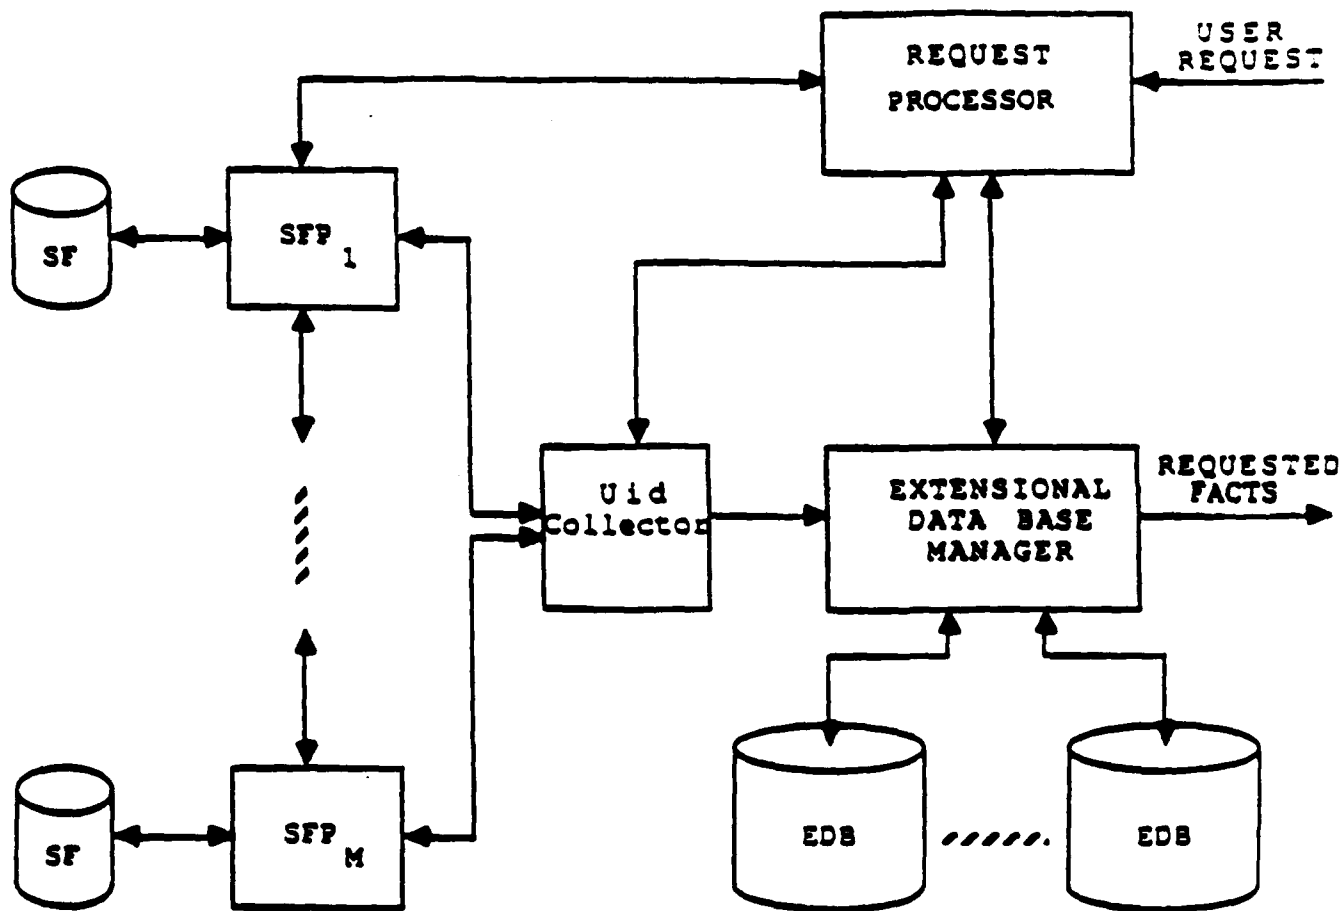 USER
REQUEST
REQUEST
PROCESSOR
SF
SFP 1
Uid
Collector
EXTENSIONAL
DATA BASE
MANAGER
REQUESTED
FACTS
SF
SFP M
EDB
EDB